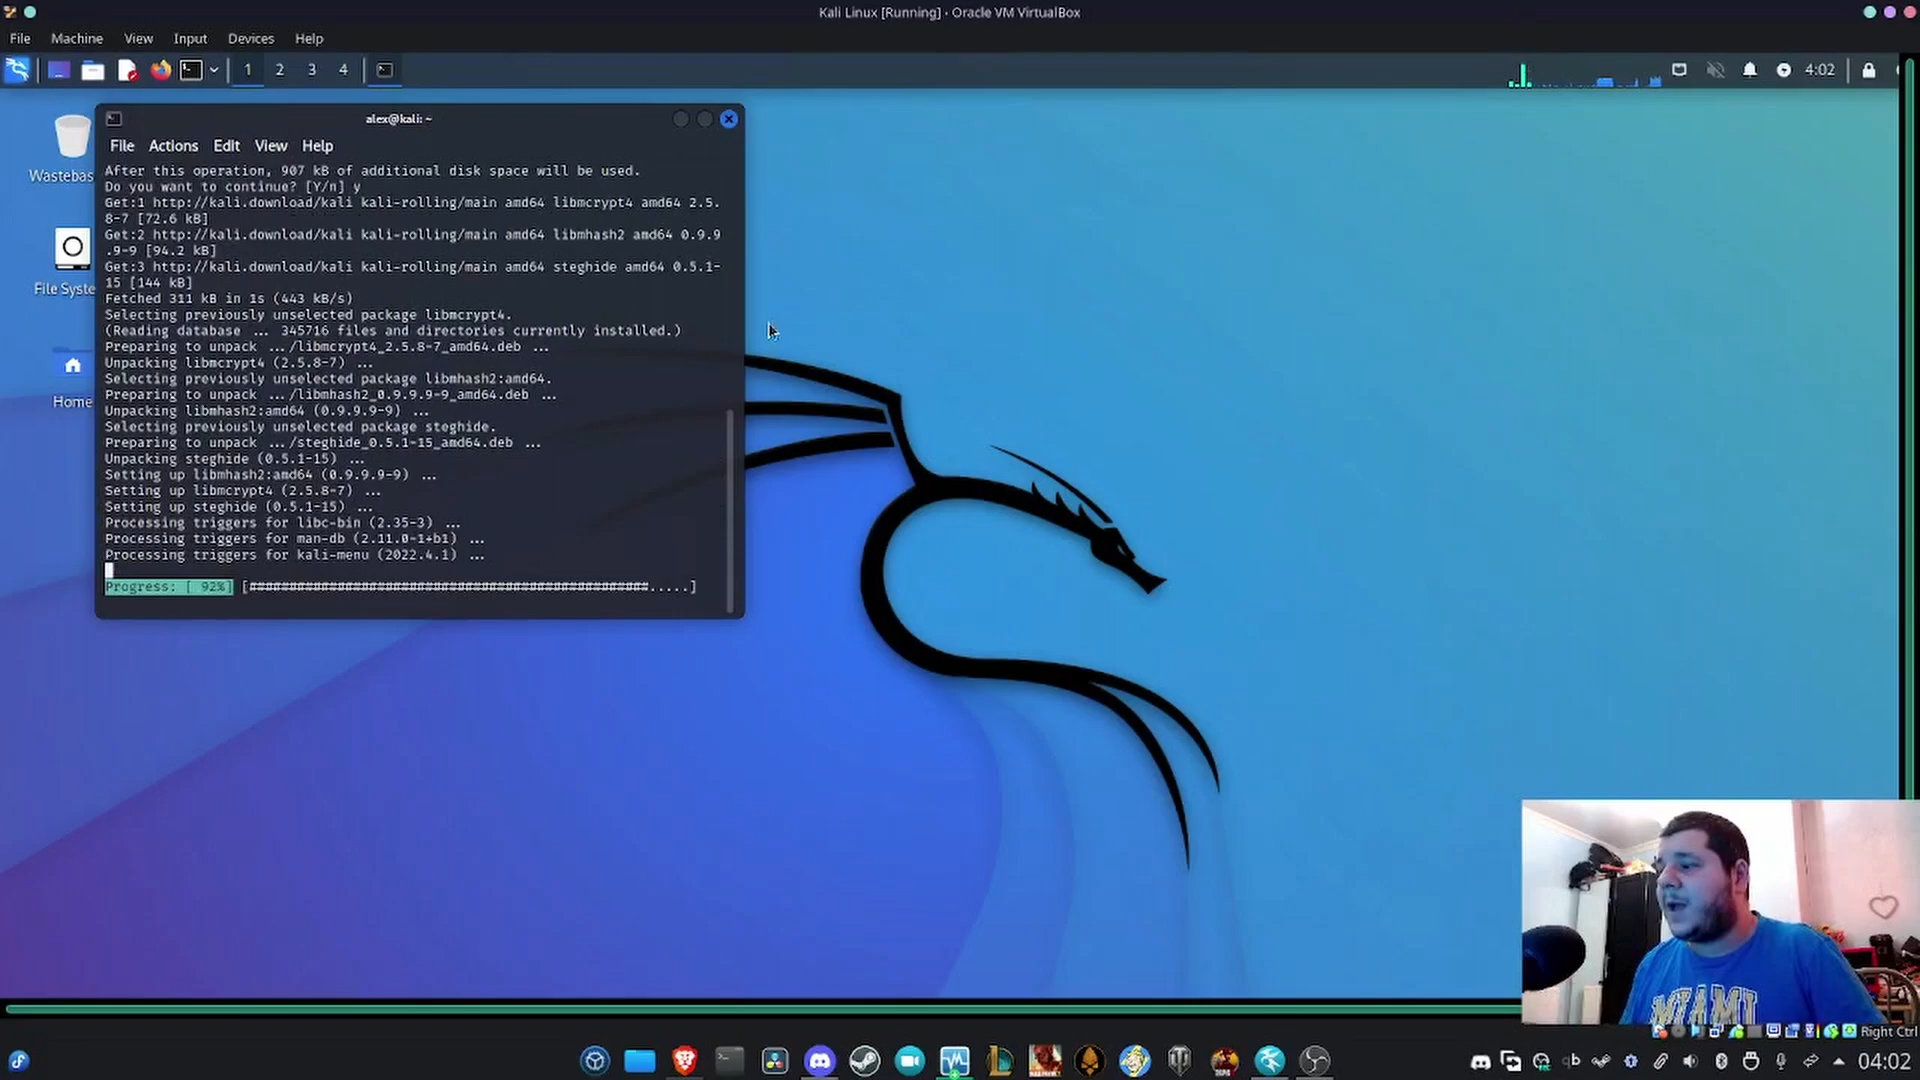 Kali Linux [Running] - Oracle VM VirtualBox
File Machine View Input Devices Help
1 2 3 4
4:02
alex@kali: ~
File Actions Edit View Help
After this operation, 907 kB of additional disk space will be used.
Do you want to continue? [Y/n] y
Get:1 http://kali.download/kali kali-rolling/main amd64 libmcrypt4 amd64 2.5.
8-7 [72.6 kB]
Get:2 http://kali.download/kali kali-rolling/main amd64 libmhash2 amd64 0.9.9
.9-9 [94.2 kB]
Get:3 http://kali.download/kali kali-rolling/main amd64 steghide amd64 0.5.1-
15 [144 kB]
Fetched 311 kB in 1s (443 kB/s)
Selecting previously unselected package libmcrypt4.
(Reading database ... 345716 files and directories currently installed.)
Preparing to unpack .../libmcrypt4_2.5.8-7_amd64.deb ...
Unpacking libmcrypt4 (2.5.8-7) ...
Selecting previously unselected package libmhash2:amd64.
Preparing to unpack .../libmhash2_0.9.9.9-9_amd64.deb ...
Unpacking libmhash2:amd64 (0.9.9.9-9) ...
Selecting previously unselected package steghide.
Preparing to unpack .../steghide_0.5.1-15_amd64.deb ...
Unpacking steghide (0.5.1-15) ...
Setting up libmhash2:amd64 (0.9.9.9-9) ...
Setting up libmcrypt4 (2.5.8-7) ...
Setting up steghide (0.5.1-15) ...
Processing triggers for libc-bin (2.35-3) ...
Processing triggers for man-db (2.11.0-1+b1) ...
Processing triggers for kali-menu (2022.4.1) ...
Progress: [ 92%] [##################################################.....]
Wastebas
File Syste
Home
MIAMI
Right Ctrl
04:02